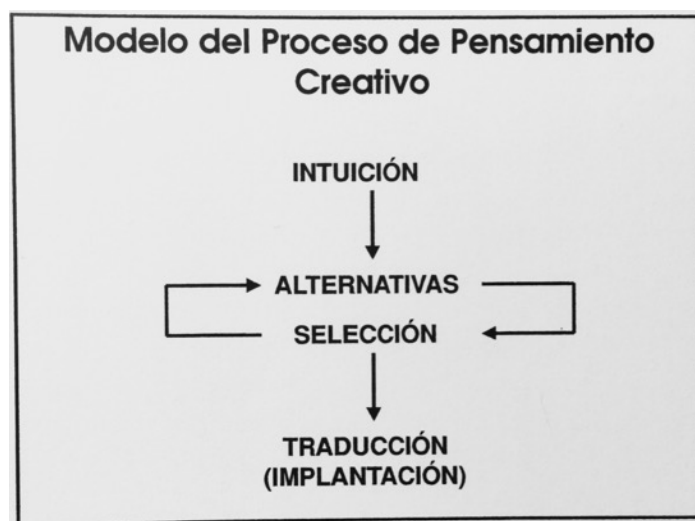 Modelo del Proceso de Pensamiento
Creativo
INTUICIÓN
ALTERNATIVAS
SELECCIÓN
TRADUCCIÓN
(IMPLANTACIÓN)